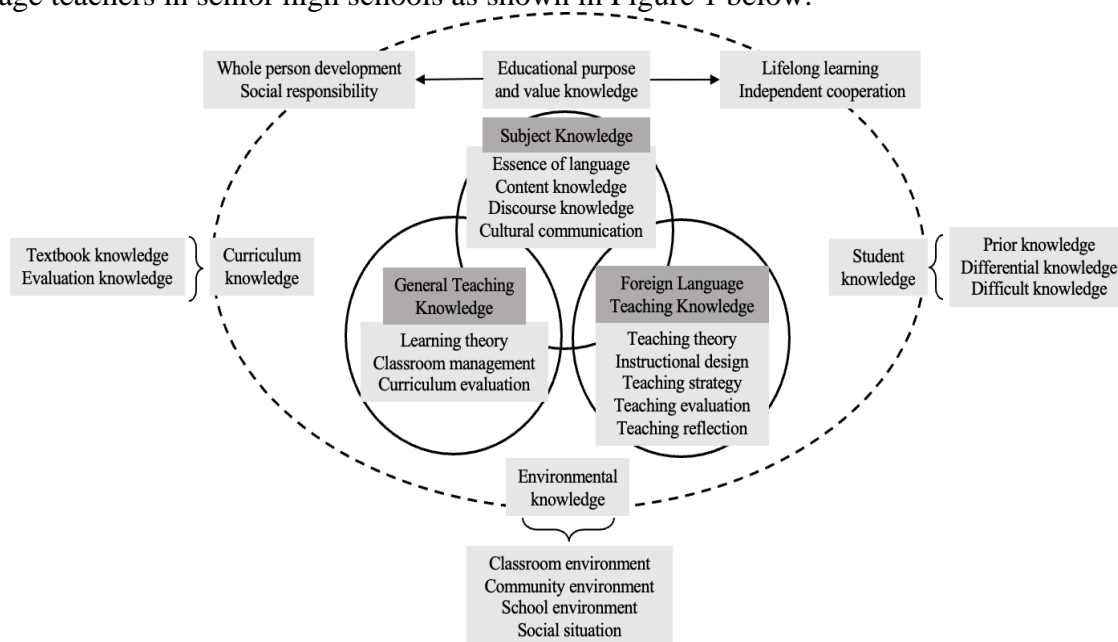 age teachers in senior high schools as shown in Figure 1 below.
Whole person development
Social responsibility
Educational purpose
and value knowledge
Lifelong learning
Independent cooperation
Subject Knowledge
Essence of language
Content knowledge
Discourse knowledge
Cultural communication
Textbook knowledge
Evaluation knowledge
Curriculum
knowledge
General Teaching
Knowledge
Learning theory
Classroom management
Curriculum evaluation
Foreign Language
Teaching Knowledge
Teaching theory
Instructional design
Teaching strategy
Teaching evaluation
Teaching reflection
Student
knowledge
Prior knowledge
Differential knowledge
Difficult knowledge
Environmental
knowledge
Classroom environment
Community environment
School environment
Social situation